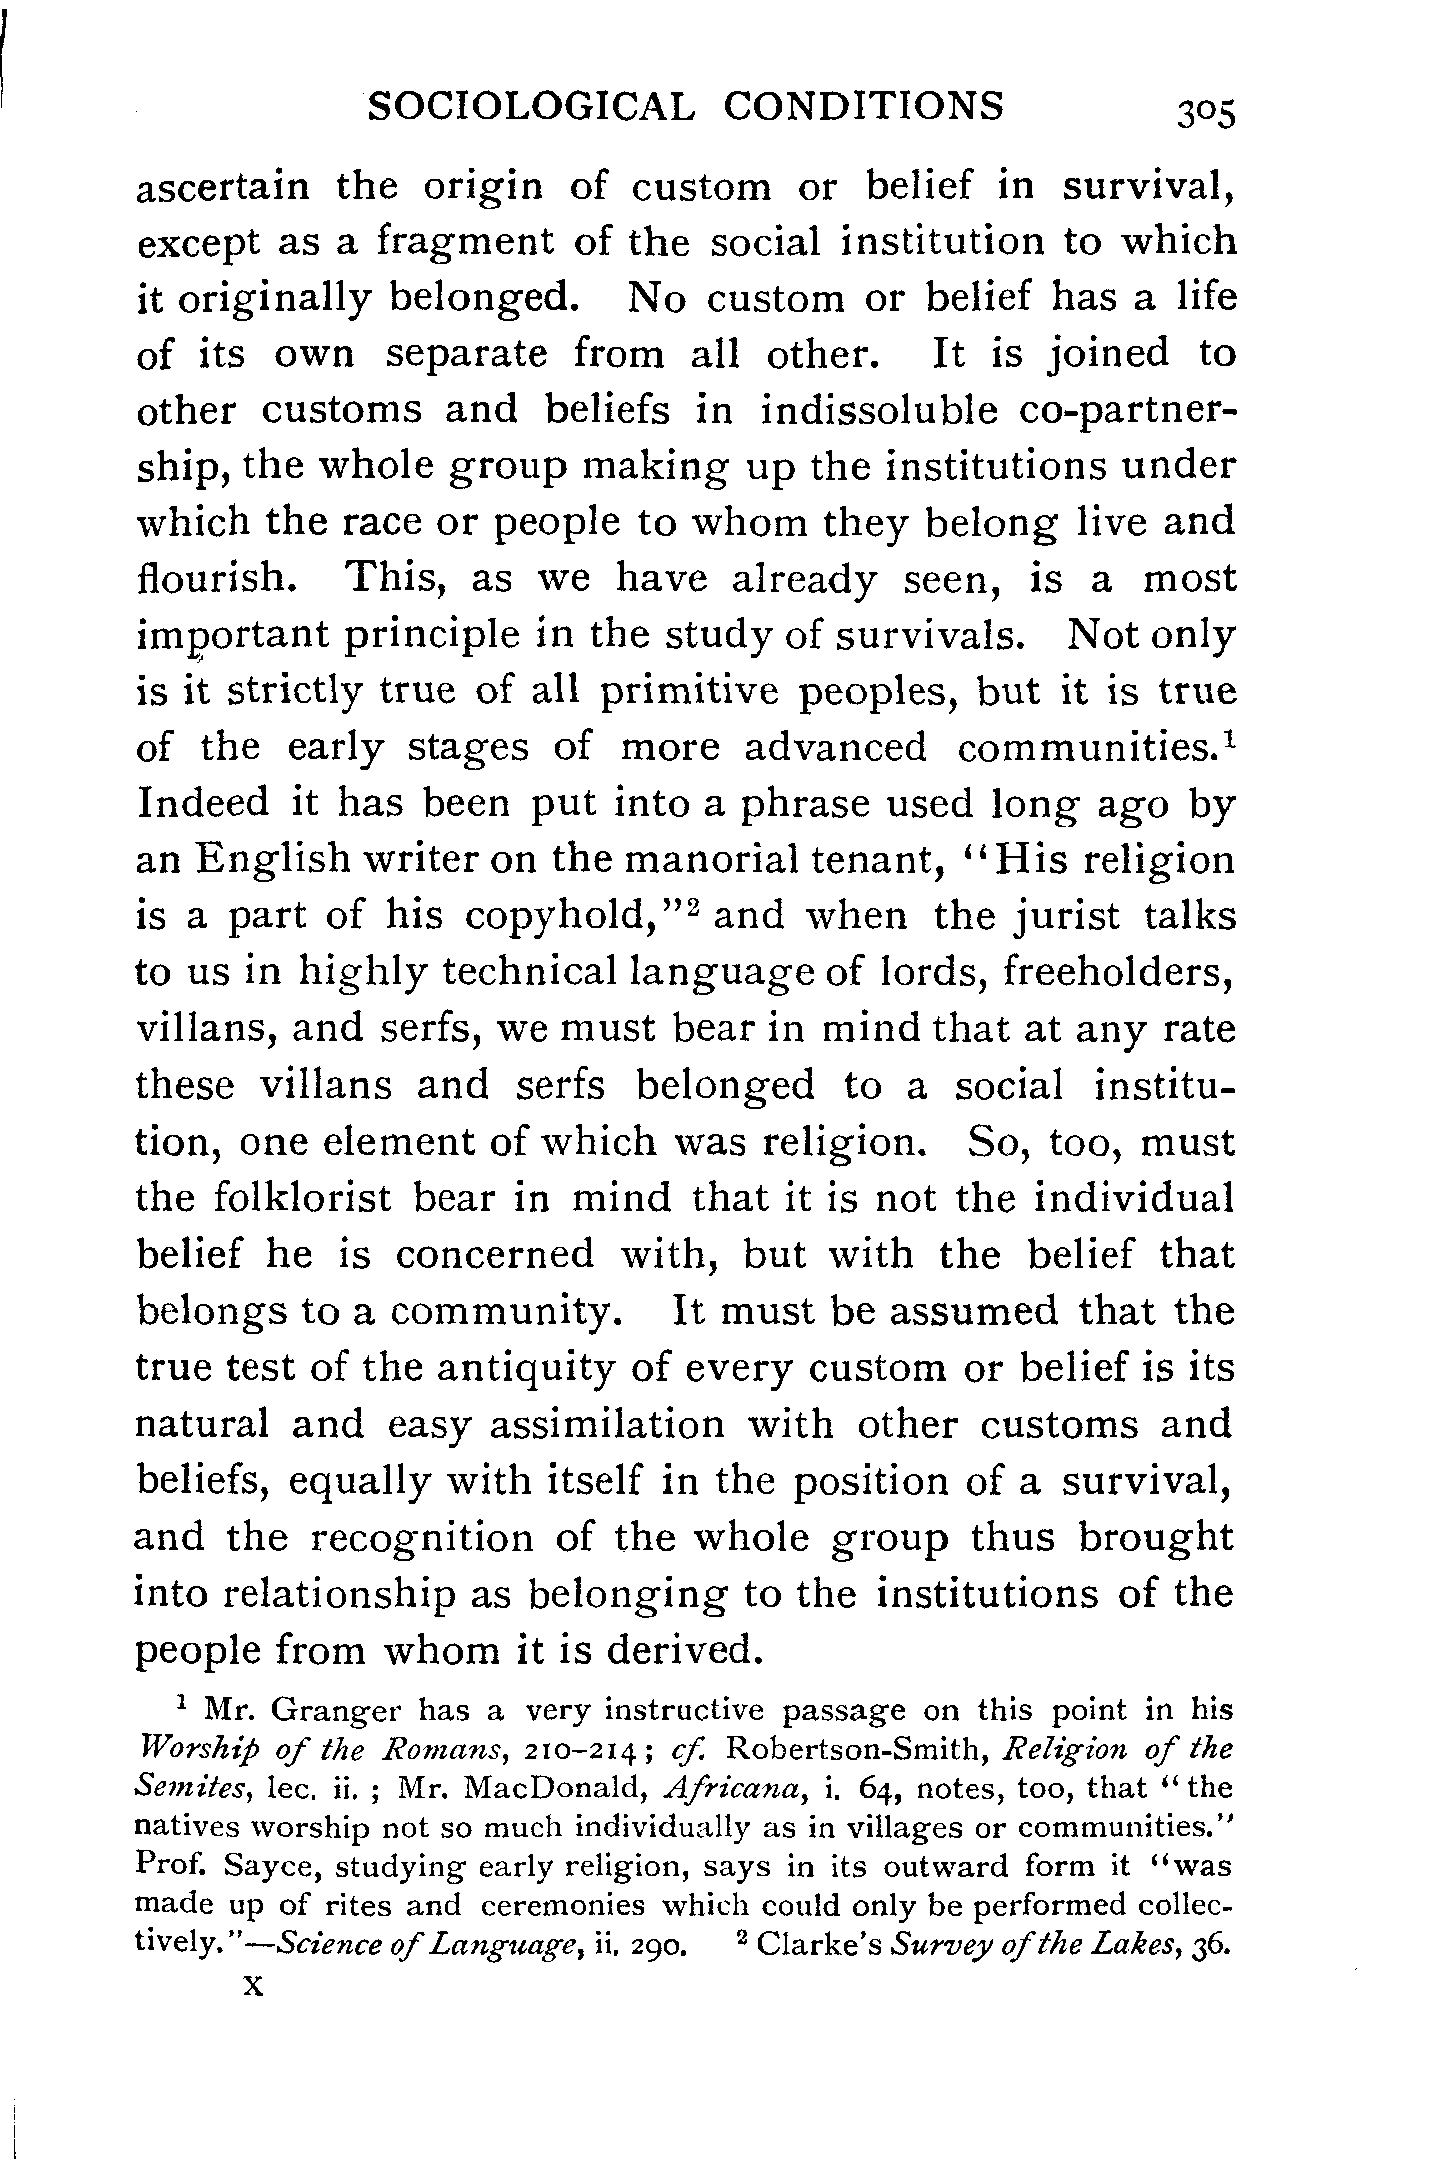 SOCIOLOGICAL CONDITIONS 305
ascertain the origin of custom or belief in survival,
except as a fragment of the social institution to which
it originally belonged. No custom or belief has a life
of its own separate from all other. It is joined to
other customs and beliefs in indissoluble co-partner-
ship, the whole group making up the institutions under
which the race or people to whom they belong live and
flourish. This, as we have already seen, is a most
important principle in the study of survivals. Not only
is it strictly true of all primitive peoples, but it is true
of the early stages of more advanced communities.¹
Indeed it has been put into a phrase used long ago by
an English writer on the manorial tenant, “His religion
is a part of his copyhold,”² and when the jurist talks
to us in highly technical language of lords, freeholders,
villans, and serfs, we must bear in mind that at any rate
these villans and serfs belonged to a social institu-
tion, one element of which was religion. So, too, must
the folklorist bear in mind that it is not the individual
belief he is concerned with, but with the belief that
belongs to a community. It must be assumed that the
true test of the antiquity of every custom or belief is its
natural and easy assimilation with other customs and
beliefs, equally with itself in the position of a survival,
and the recognition of the whole group thus brought
into relationship as belonging to the institutions of the
people from whom it is derived.
¹ Mr. Granger has a very instructive passage on this point in his
Worship of the Romans, 210–214; cf. Robertson-Smith, Religion of the
Semites, lec. ii. ; Mr. MacDonald, Africana, i. 64, notes, too, that “the
natives worship not so much individually as in villages or communities.”
Prof. Sayce, studying early religion, says in its outward form it “was
made up of rites and ceremonies which could only be performed collec-
tively.”—Science of Language, ii. 290. ² Clarke’s Survey of the Lakes, 36.
X